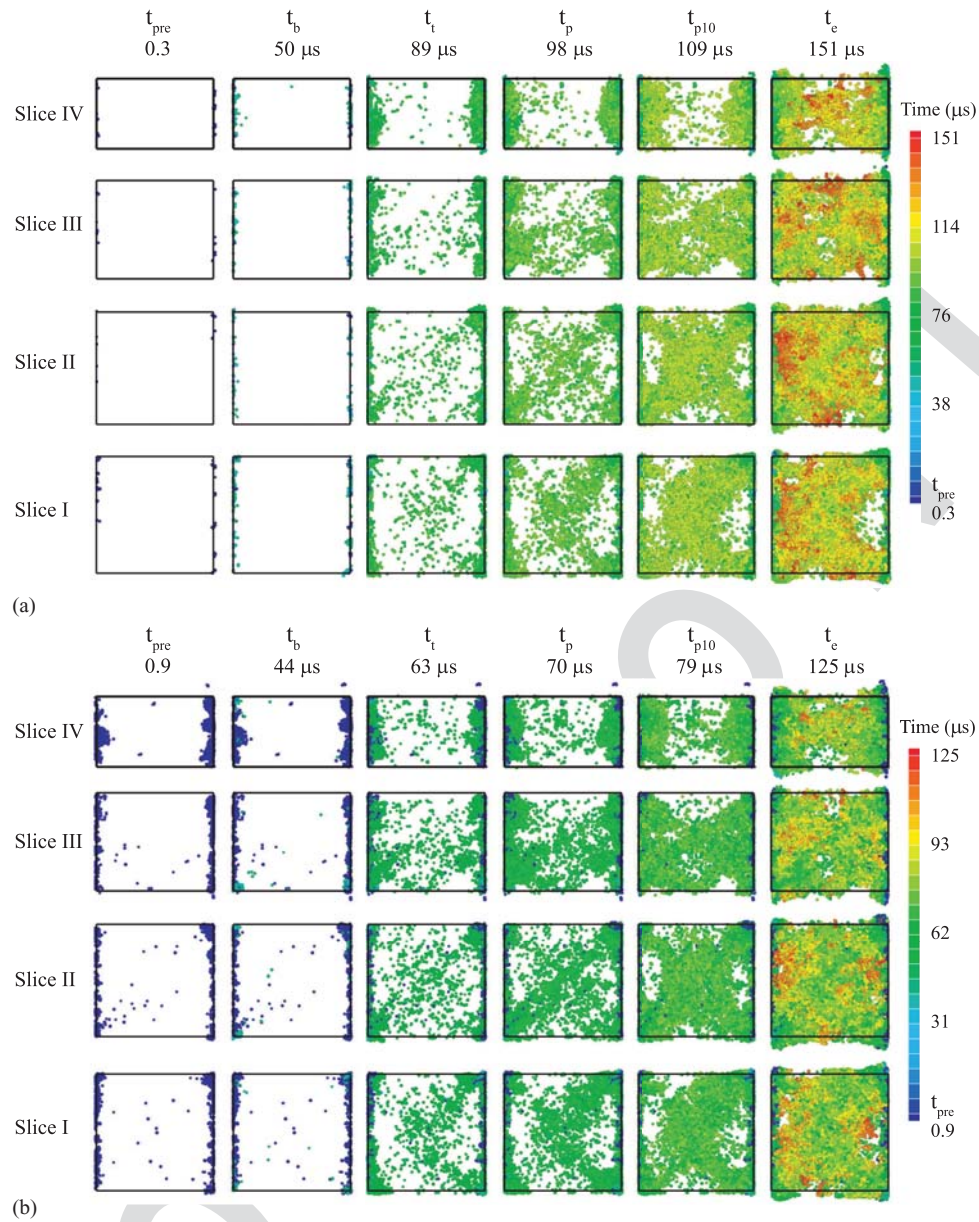 t_pre t_b t_t t_p t_p10 t_e
0.3 50 μs 89 μs 98 μs 109 μs 151 μs
Slice IV
Slice III
Slice II
Slice I
Time (μs)
151
114
76
38
t_pre
0.3
(a)
t_pre t_b t_t t_p t_p10 t_e
0.9 44 μs 63 μs 70 μs 79 μs 125 μs
Slice IV
Slice III
Slice II
Slice I
Time (μs)
125
93
62
31
t_pre
0.9
(b)